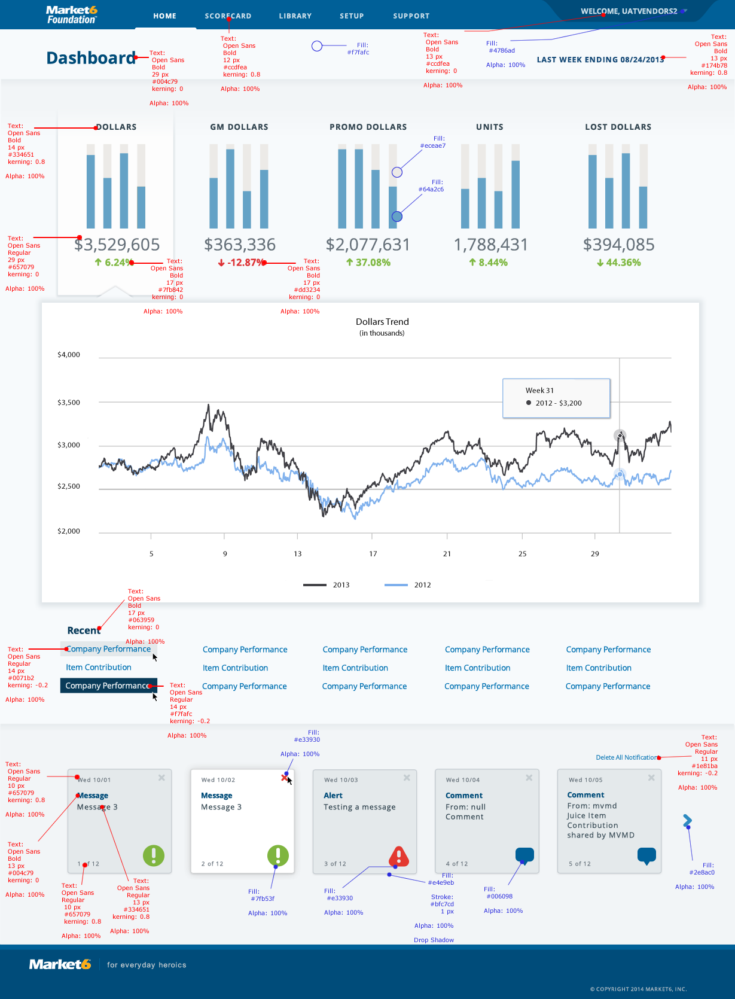 Market6
Foundation™
HOME
SCORECARD
LIBRARY
SETUP
SUPPORT
WELCOME, UATVENDORS2
Dashboard
Text:
Open Sans
Bold
29 px
#004c79
kerning: 0
Alpha: 100%
Text:
Open Sans
Bold
12 px
#ccdfea
kerning: 0.8
Alpha: 100%
Fill:
#f7fafc
Text:
Open Sans
Bold
13 px
#ccdfea
kerning: 0
Alpha: 100%
Fill:
#4786ad
Alpha: 100%
LAST WEEK ENDING 08/24/2013
Text:
Open Sans
Bold
13 px
#174b78
kerning: 0.8
Alpha: 100%
Text:
Open Sans
Bold
14 px
#334651
kerning: 0.8
Alpha: 100%
DOLLARS
GM DOLLARS
PROMO DOLLARS
UNITS
LOST DOLLARS
Fill:
#eceae7
Fill:
#64a2c6
Text:
Open Sans
Regular
29 px
#657079
kerning: 0
Alpha: 100%
$3,529,605
$363,336
$2,077,631
1,788,431
$394,085
6.24%
-12.87%
37.08%
8.44%
44.36%
Text:
Open Sans
Bold
17 px
#7fb842
kerning: 0
Alpha: 100%
Text:
Open Sans
Bold
17 px
#dd3234
kerning: 0
Alpha: 100%
Dollars Trend
(in thousands)
$4,000
$3,500
$3,000
$2,500
$2,000
Week 31
2012 - $3,200
5
9
13
17
21
25
29
2013
2012
Text:
Open Sans
Bold
17 px
#063959
kerning: 0
Alpha: 100%
Recent
Text:
Open Sans
Regular
14 px
#0071b2
kerning: -0.2
Alpha: 100%
Company Performance
Company Performance
Company Performance
Company Performance
Company Performance
Item Contribution
Item Contribution
Item Contribution
Item Contribution
Item Contribution
Company Performance
Company Performance
Company Performance
Company Performance
Company Performance
Text:
Open Sans
Regular
14 px
#f7fafc
kerning: -0.2
Alpha: 100%
Fill:
#e33930
Alpha: 100%
Delete All Notifications
Text:
Open Sans
Regular
11 px
#1e81ba
kerning: -0.2
Alpha: 100%
Text:
Open Sans
Regular
10 px
#657079
kerning: 0.8
Alpha: 100%
Wed 10/01
Message
Message 3
1 of 12
Wed 10/02
Message
Message 3
2 of 12
Wed 10/03
Alert
Testing a message
3 of 12
Wed 10/04
Comment
From: null
Comment
4 of 12
Wed 10/05
Comment
From: mvmd
Juice Item
Contribution
shared by MVMD
5 of 12
Text:
Open Sans
Bold
13 px
#004c79
kerning: 0
Alpha: 100%
Text:
Open Sans
Regular
10 px
#657079
kerning: 0.8
Alpha: 100%
Text:
Open Sans
Regular
13 px
#334651
kerning: 0.8
Alpha: 100%
Fill:
#7fb53f
Alpha: 100%
Fill:
#e33930
Alpha: 100%
Fill:
#e4e9eb
Stroke:
#bfc7cd
1 px
Alpha: 100%
Drop Shadow
Fill:
#006098
Alpha: 100%
Fill:
#2e8ac0
Alpha: 100%
Market6
for everyday heroics
© COPYRIGHT 2014 MARKET6, INC.